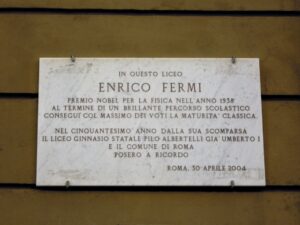 IN QUESTO LICEO
ENRICO FERMI
PREMIO NOBEL PER LA FISICA NELL'ANNO 1938
AL TERMINE DI UN BRILLANTE PERCORSO SCOLASTICO
CONSEGUÌ COL MASSIMO DEI VOTI LA MATURITA' CLASSICA.
NEL CINQUANTESIMO ANNO DALLA SUA SCOMPARSA
IL LICEO GINNASIO STATALE PILO ALBERTELLI GIA' UMBERTO I
E IL COMUNE DI ROMA
POSERO A RICORDO
ROMA, 30 APRILE 2004